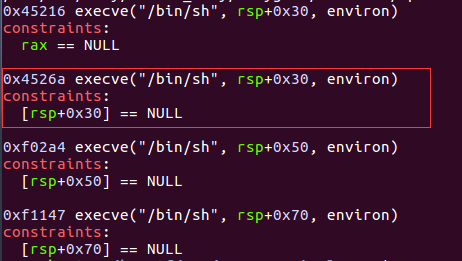 0x45216 execve("/bin/sh", rsp+0x30, environ)
constraints:
  rax == NULL
0x4526a execve("/bin/sh", rsp+0x30, environ)
constraints:
  [rsp+0x30] == NULL
0xf02a4 execve("/bin/sh", rsp+0x50, environ)
constraints:
  [rsp+0x50] == NULL
0xf1147 execve("/bin/sh", rsp+0x70, environ)
constraints:
  [rsp+0x70] == NULL